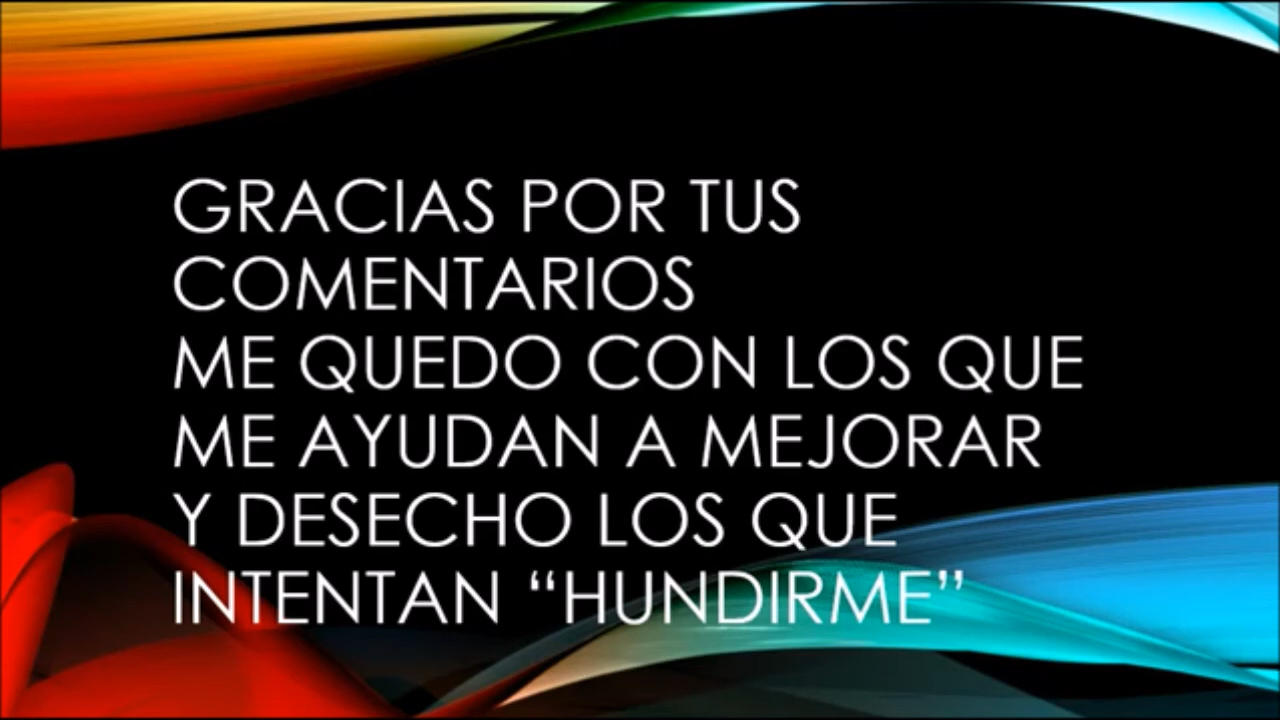 GRACIAS POR TUS
COMENTARIOS
ME QUEDO CON LOS QUE
ME AYUDAN A MEJORAR
Y DESECHO LOS QUE
INTENTAN “HUNDIRME”